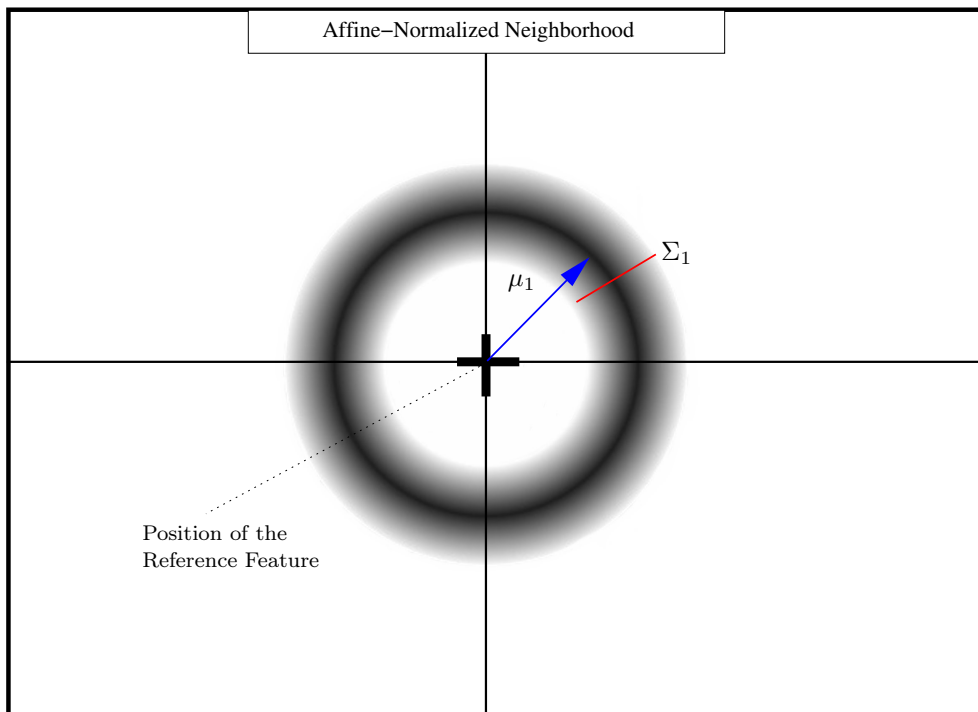 Affine−Normalized Neighborhood
Σ₁
μ₁
Position of the
Reference Feature